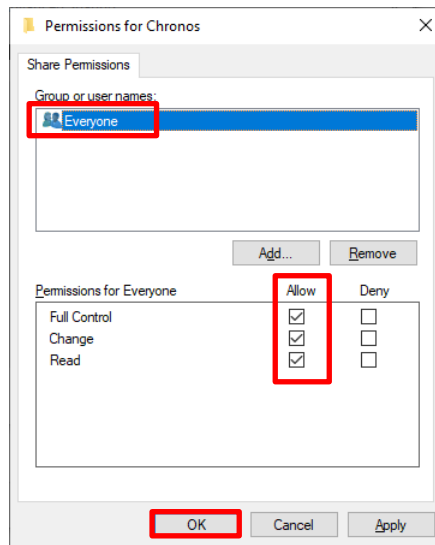 Permissions for Chronos
Share Permissions
Group or user names:
Everyone
Add... Remove
Permissions for Everyone Allow Deny
Full Control
Change
Read
OK Cancel Apply